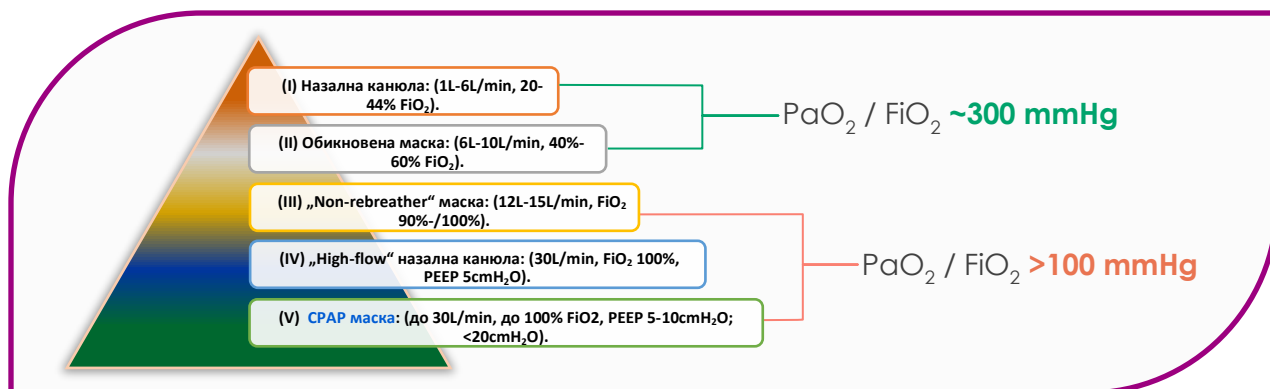 (I) Назална канюла: (1L-6L/min, 20-
44% FiO₂).
PaO₂ / FiO₂ ~300 mmHg
(II) Обикновена маска: (6L-10L/min, 40%-
60% FiO₂).
(III) „Non-rebreather“ маска: (12L-15L/min, FiO₂
90%-/100%).
(IV) „High-flow“ назална канюла: (30L/min, FiO₂ 100%,
PEEP 5cmH₂O).
PaO₂ / FiO₂ >100 mmHg
(V) CPAP маска: (до 30L/min, до 100% FiO2, PEEP 5-10cmH₂O;
<20cmH₂O).